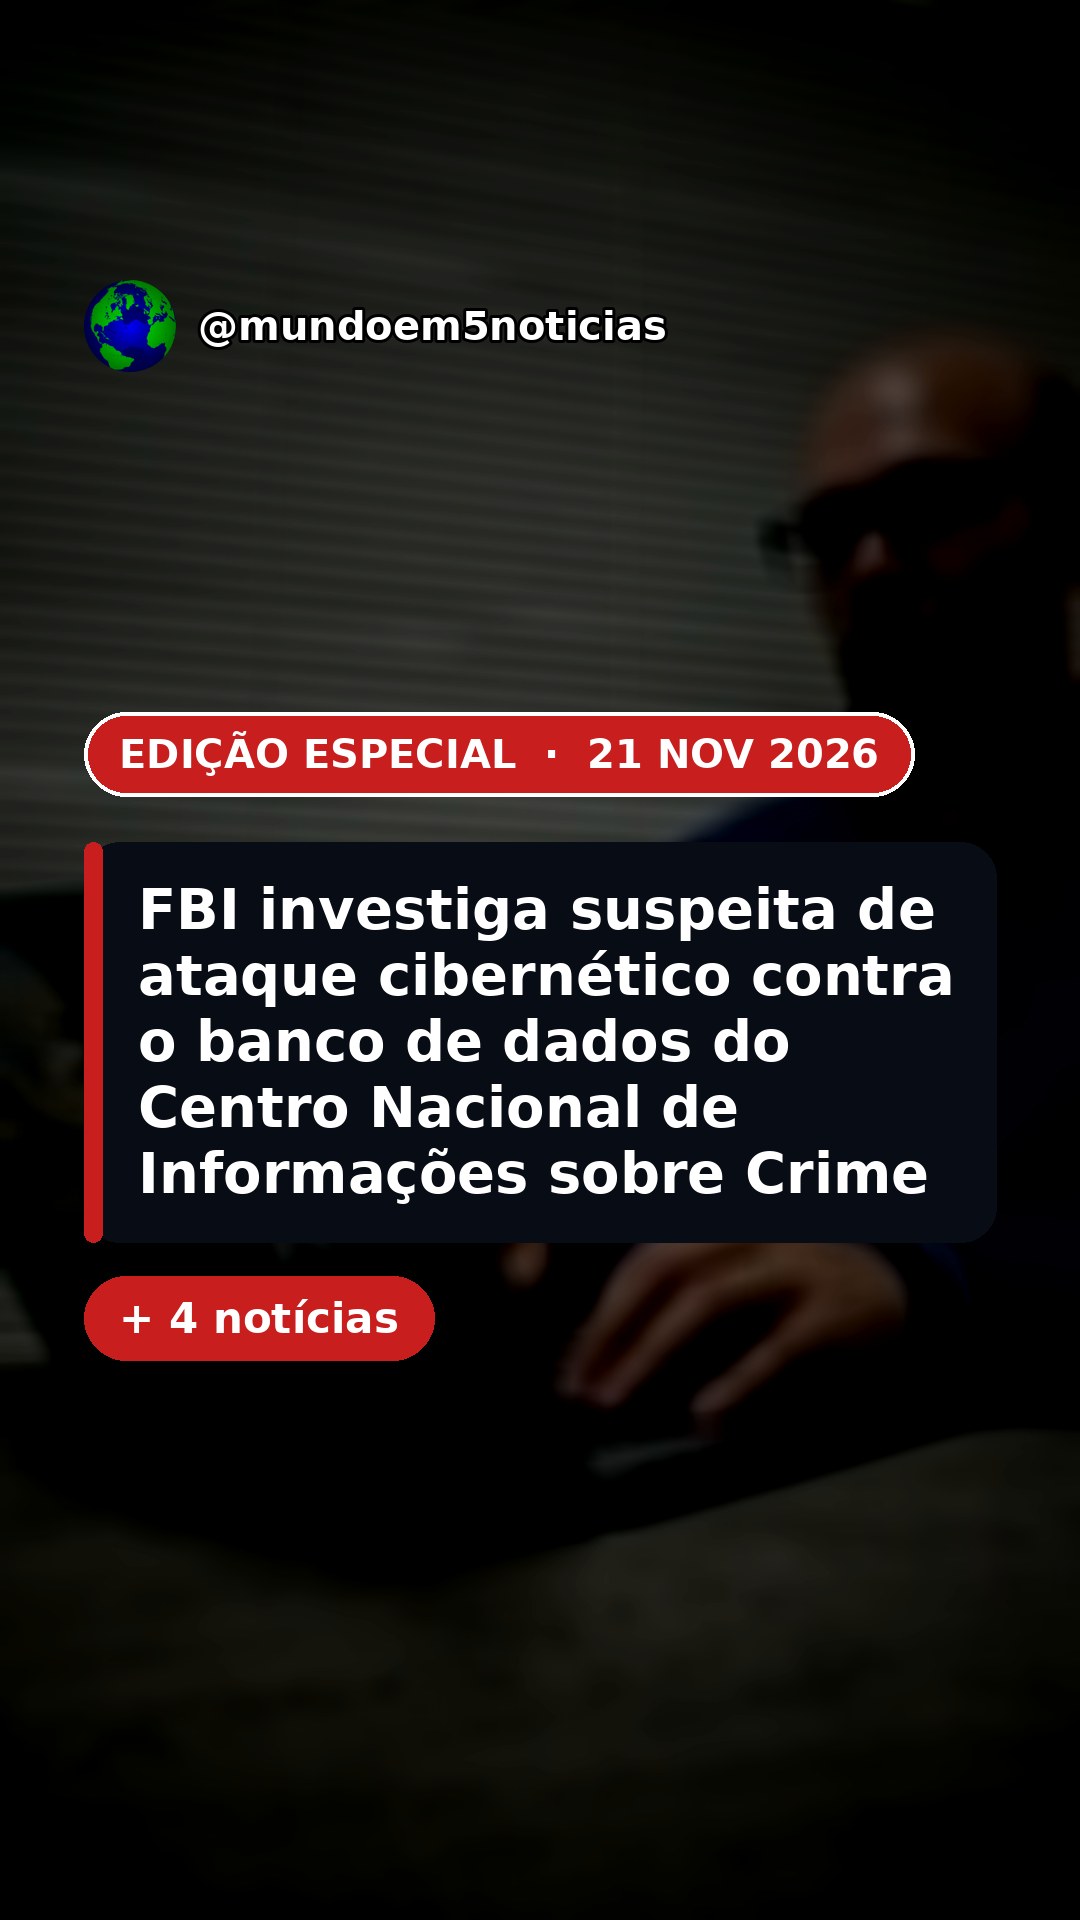 @mundoem5noticias
EDIÇÃO ESPECIAL · 21 NOV 2026
FBI investiga suspeita de
ataque cibernético contra
o banco de dados do
Centro Nacional de
Informações sobre Crime
+ 4 notícias